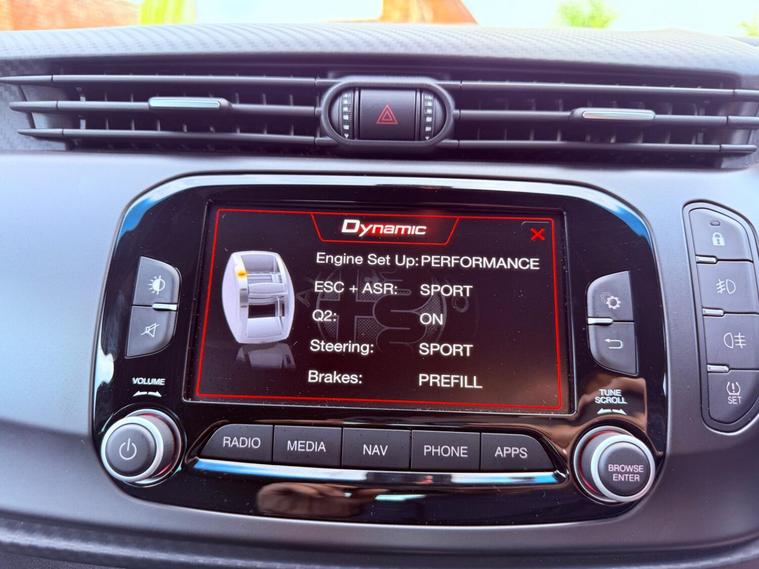 Dynamic
Engine Set Up: PERFORMANCE
ESC + ASR: SPORT
Q2: ON
Steering: SPORT
Brakes: PREFILL
VOLUME
TUNE
SCROLL
SET
RADIO
MEDIA
NAV
PHONE
APPS
BROWSE
ENTER